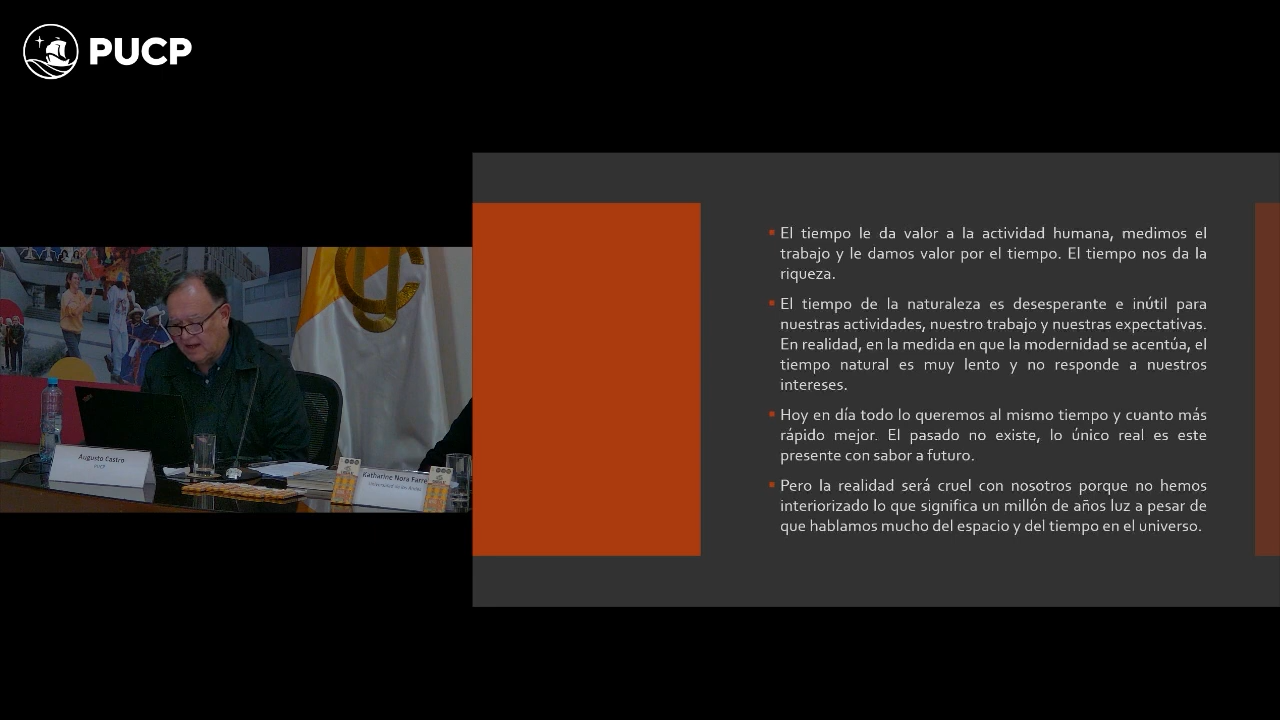 PUCP
El tiempo le da valor a la actividad humana, medimos el
trabajo y le damos valor por el tiempo. El tiempo nos da la
riqueza.
El tiempo de la naturaleza es desesperante e inútil para
nuestras actividades, nuestro trabajo y nuestras expectativas.
En realidad, en la medida en que la modernidad se acentúa, el
tiempo natural es muy lento y no responde a nuestros
intereses.
Hoy en día todo lo queremos al mismo tiempo y cuanto más
rápido mejor. El pasado no existe, lo único real es este
presente con sabor a futuro.
Pero la realidad será cruel con nosotros porque no hemos
interiorizado lo que significa un millón de años luz a pesar de
que hablamos mucho del espacio y del tiempo en el universo.
Augusto Castro
PUCP
Katharine Nora Farre